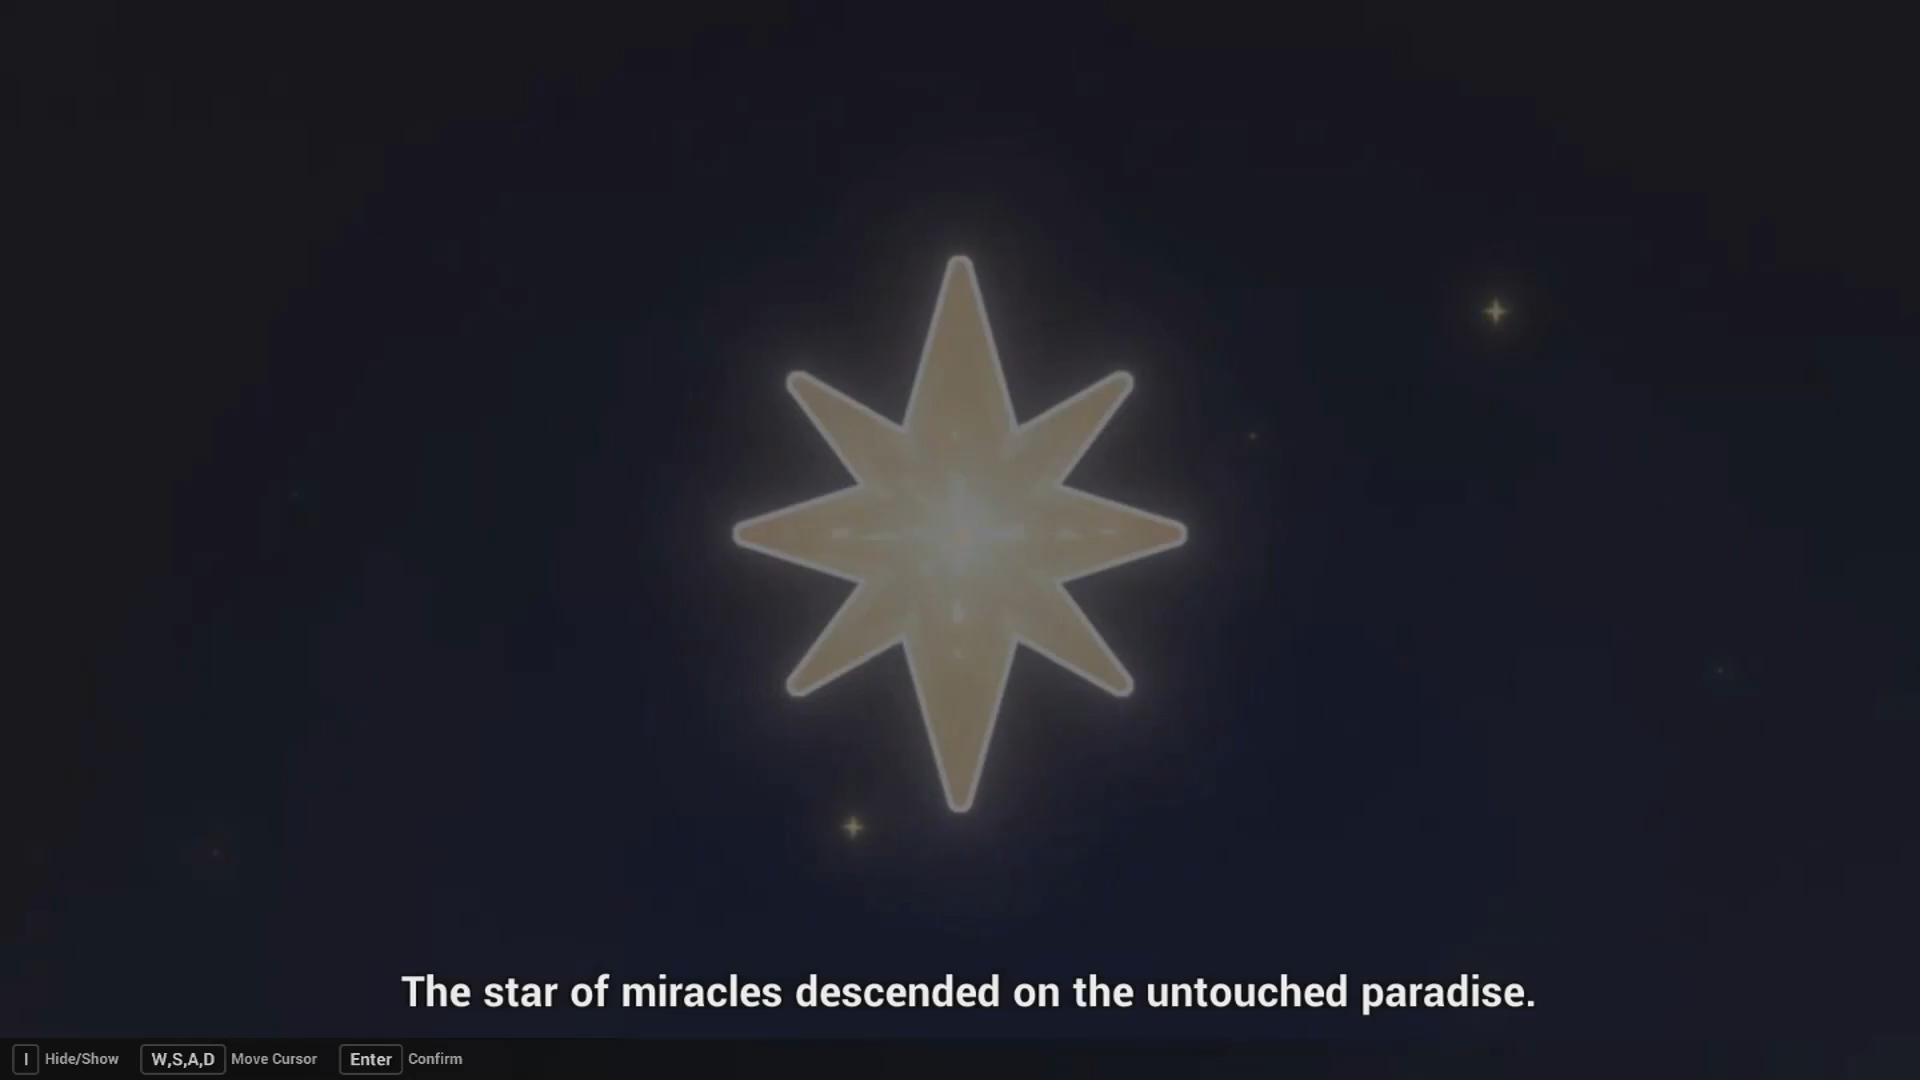 The star of miracles descended on the untouched paradise.
I Hide/Show W,S,A,D Move Cursor Enter Confirm